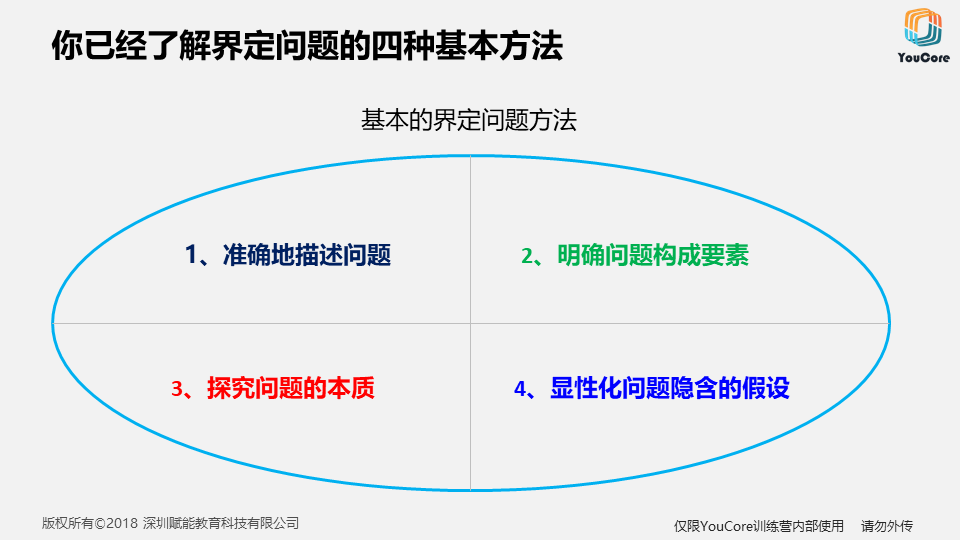 你已经了解界定问题的四种基本方法
YouCore
基本的界定问题方法
1、准确地描述问题
2、明确问题构成要素
3、探究问题的本质
4、显性化问题隐含的假设
版权所有©2018 深圳赋能教育科技有限公司
仅限YouCore训练营内部使用 请勿外传